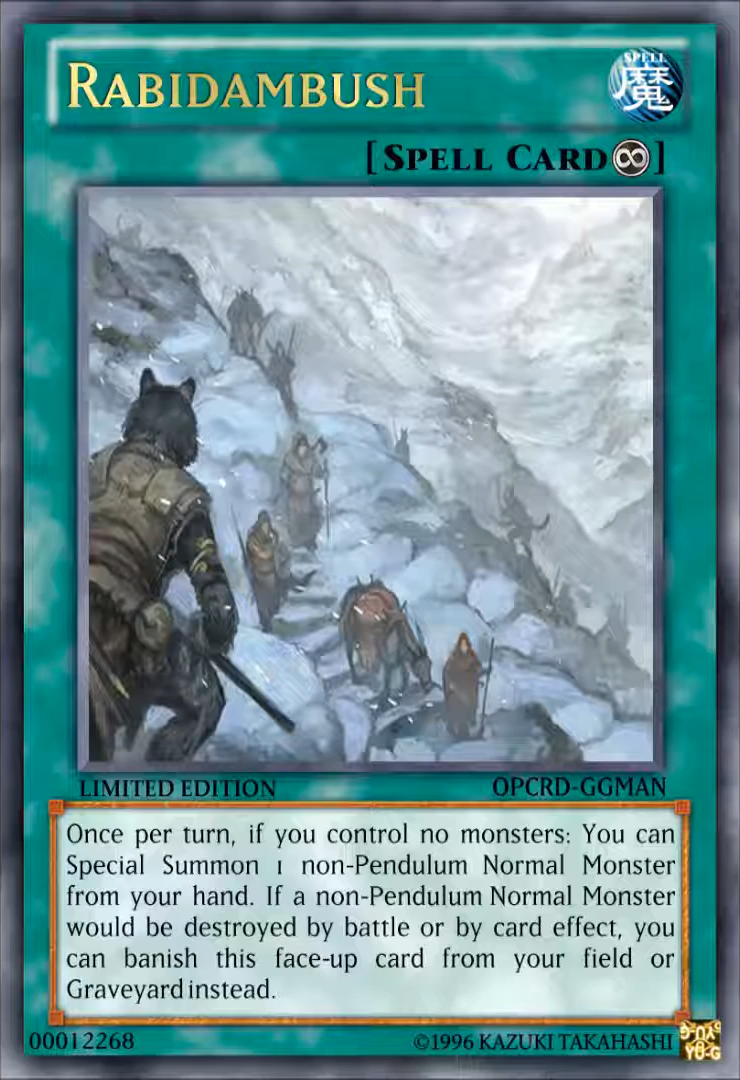 RABIDAMBUSH
SPELL
魔
[SPELL CARD♾]
LIMITED EDITION
OPCRD-GGMAN
Once per turn, if you control no monsters: You can
Special Summon 1 non-Pendulum Normal Monster
from your hand. If a non-Pendulum Normal Monster
would be destroyed by battle or by card effect, you
can banish this face-up card from your field or
Graveyard instead.
00012268
©1996 KAZUKI TAKAHASHI